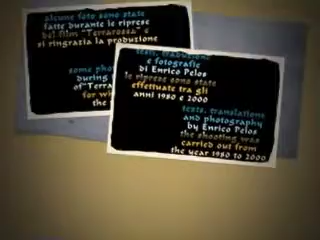 alcune foto sono state
fatte durante le riprese
del film "Terrarossa" e
si ringrazia la produzione
some pho
during
of "Terra
for wh
the
testi, traduzioni
e fotografie
di Enrico Pelos
le riprese sono state
effettuate tra gli
anni 1980 e 2000
texts, translations
and photography
by Enrico Pelos
the shooting was
carried out from
the year 1980 to 2000